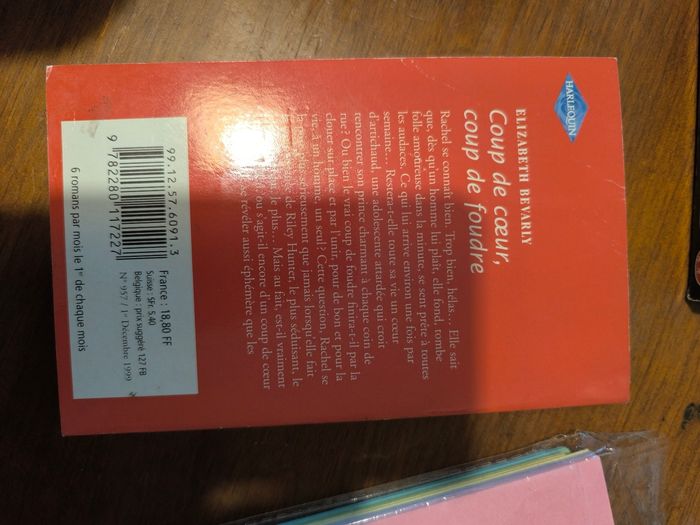 HARLEQUIN
ELIZABETH BEVARLY
Coup de cœur,
coup de foudre
Rachel se connaît bien. Trop bien, hélas... Elle sait
que, dès qu'un homme lui plaît, elle fond, tombe
folle amoureuse dans la minute, se sent prête à toutes
les audaces. Ce qui lui arrive environ une fois par
semaine... Restera-t-elle toute sa vie un cœur
d'artichaut, une adolescente attardée qui croit
rencontrer son prince charmant à chaque coin de
rue? Ou bien le vrai coup de foudre finira-t-il par la
clouer sur place et par l'unir, pour de bon et pour la
vie, à un homme, un seul? Cette question, Rachel se
la pose plus sérieusement que jamais lorsqu'elle fait
de Riley Hunter, le plus séduisant, le
le plus... Mais au fait, est-il vraiment
ou s'agit-il encore d'un coup de cœur
se révéler aussi éphémère que les
99.12.57.6091.3
9 782280 117227
France : 18,80 FF
Suisse : SFr. 5.40
Belgique : prix suggéré 127 FB
N° 957 / 1er Décembre 1999
6 romans par mois le 1er de chaque mois